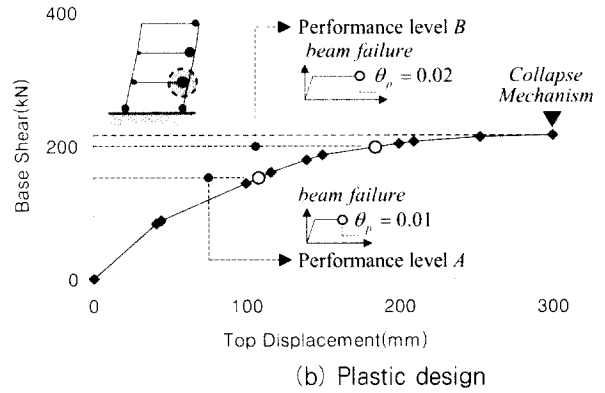 400
Base Shear(kN)
200
0
Performance level B
beam failure
θp = 0.02
Collapse
Mechanism
beam failure
θp = 0.01
Performance level A
0
100
200
300
Top Displacement(mm)
(b) Plastic design